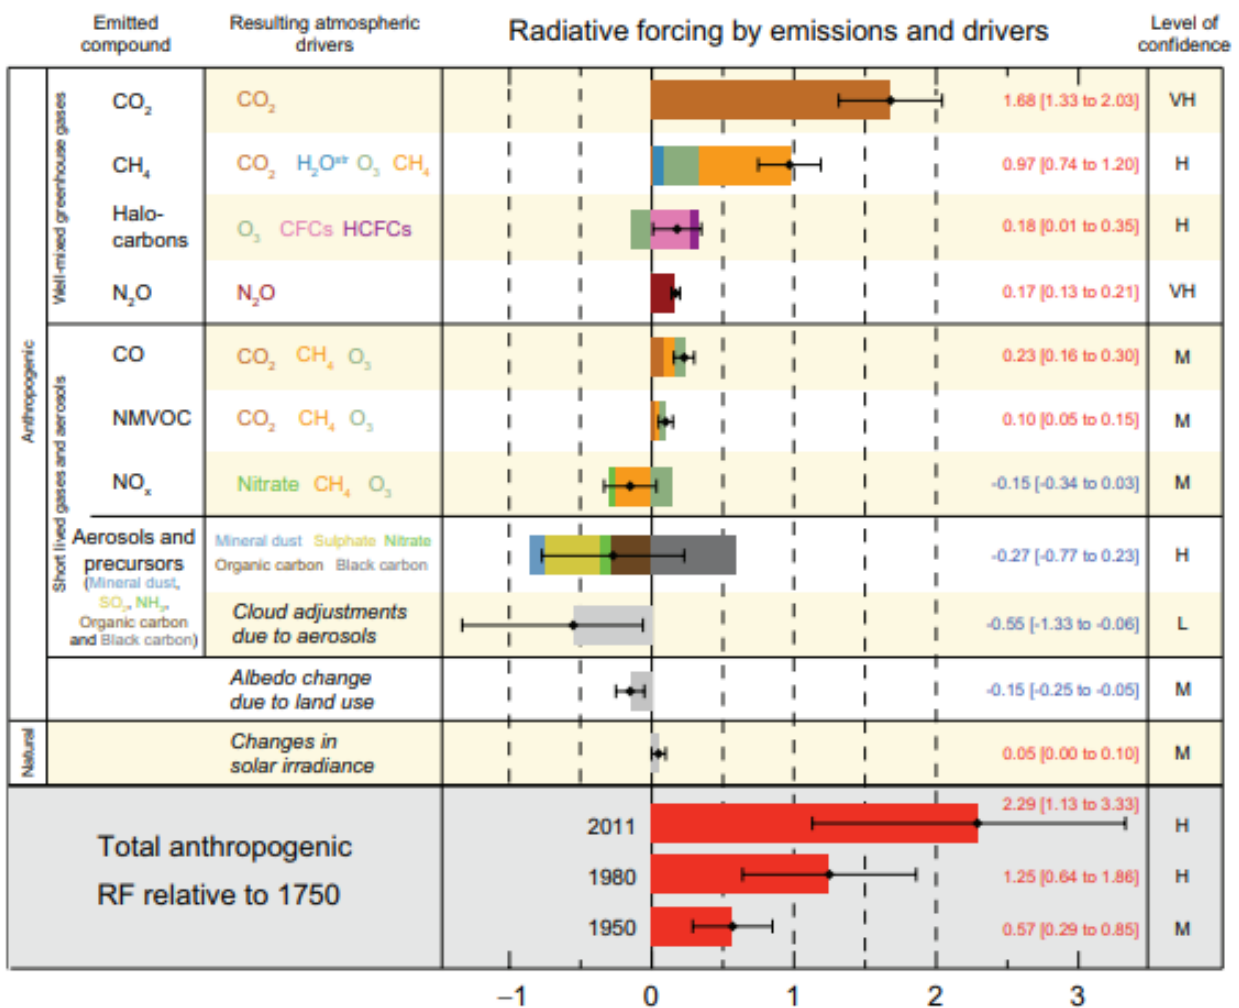 Emitted compound
Resulting atmospheric drivers
Radiative forcing by emissions and drivers
Level of confidence
Anthropogenic
Well-mixed greenhouse gases
CO₂
CO₂
1.68 [1.33 to 2.03]
VH
CH₄
CO₂ H₂Oˢᵗʳ O₃ CH₄
0.97 [0.74 to 1.20]
H
Halo-
carbons
O₃ CFCs HCFCs
0.18 [0.01 to 0.35]
H
N₂O
N₂O
0.17 [0.13 to 0.21]
VH
Short lived gases and aerosols
CO
CO₂ CH₄ O₃
0.23 [0.16 to 0.30]
M
NMVOC
CO₂ CH₄ O₃
0.10 [0.05 to 0.15]
M
NOₓ
Nitrate CH₄ O₃
-0.15 [-0.34 to 0.03]
M
Aerosols and
precursors
(Mineral dust,
SO₂, NH₃,
Organic carbon
and Black carbon)
Mineral dust Sulphate Nitrate
Organic carbon Black carbon
-0.27 [-0.77 to 0.23]
H
Cloud adjustments
due to aerosols
-0.55 [-1.33 to -0.06]
L
Albedo change
due to land use
-0.15 [-0.25 to -0.05]
M
Natural
Changes in
solar irradiance
0.05 [0.00 to 0.10]
M
Total anthropogenic
RF relative to 1750
2011
2.29 [1.13 to 3.33]
H
1980
1.25 [0.64 to 1.86]
H
1950
0.57 [0.29 to 0.85]
M
−1 0 1 2 3